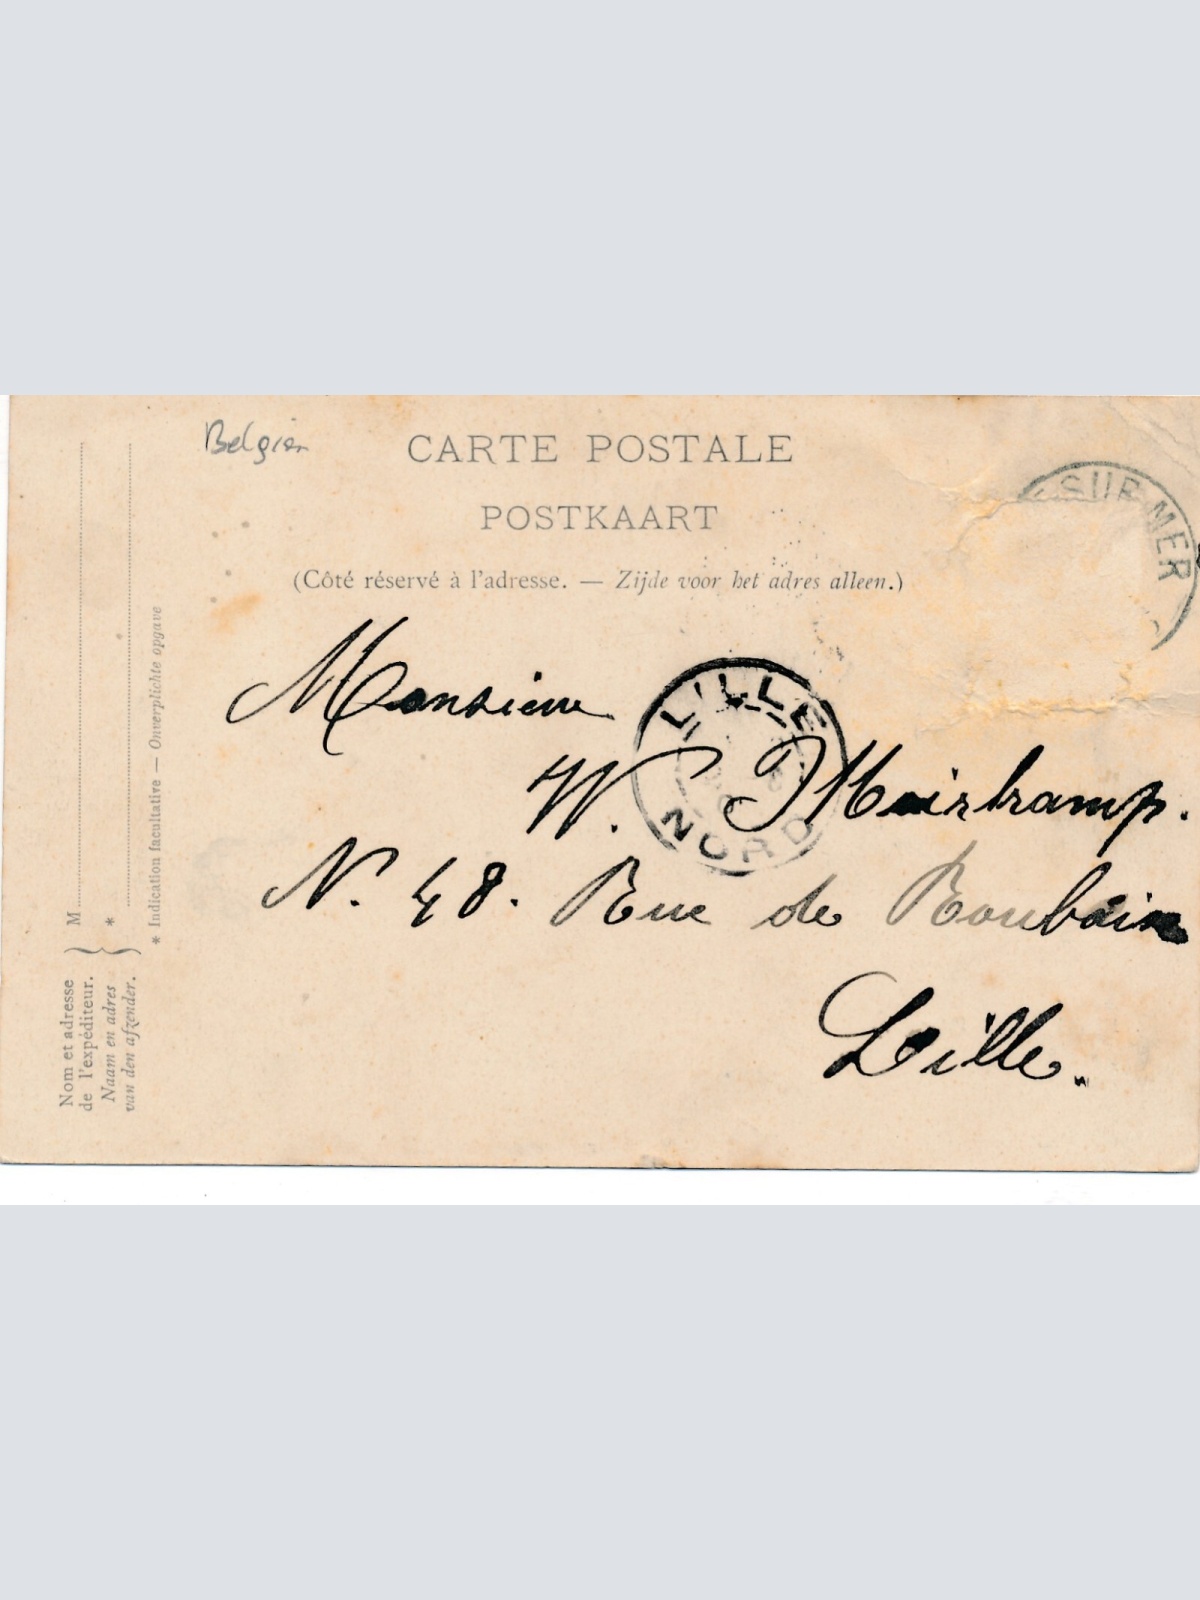 Belgien
CARTE POSTALE
POSTKAART
(Côté réservé à l'adresse. — Zijde voor het adres alleen.)
SUR MER
LILLE
NORD
Monsieur
W.
N. 48. Rue de Roubaix
Lille.
M
*
Nom et adresse
de l'expéditeur.
Naam en adres
van den afzender.
* Indication facultative — Onverplichte opgave